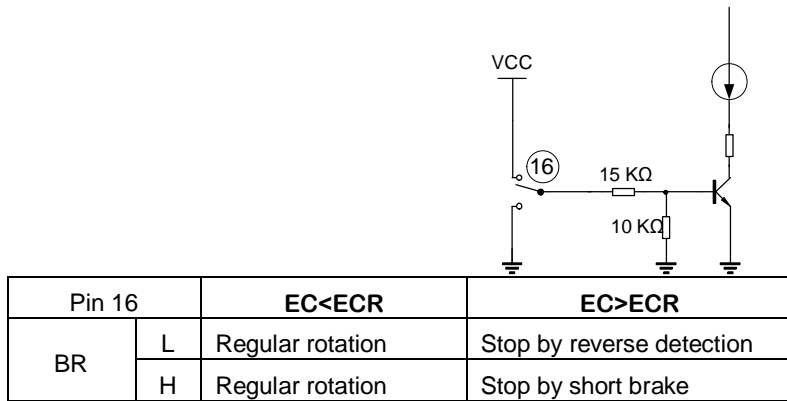 VCC
16
15 KΩ
10 KΩ
Pin 16 EC<ECR EC>ECR
BR L Regular rotation Stop by reverse detection
H Regular rotation Stop by short brake